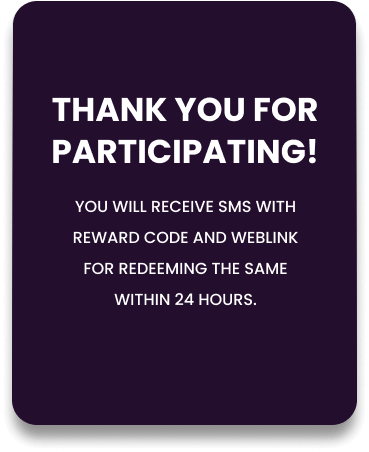 THANK YOU FOR
PARTICIPATING!
YOU WILL RECEIVE SMS WITH
REWARD CODE AND WEBLINK
FOR REDEEMING THE SAME
WITHIN 24 HOURS.